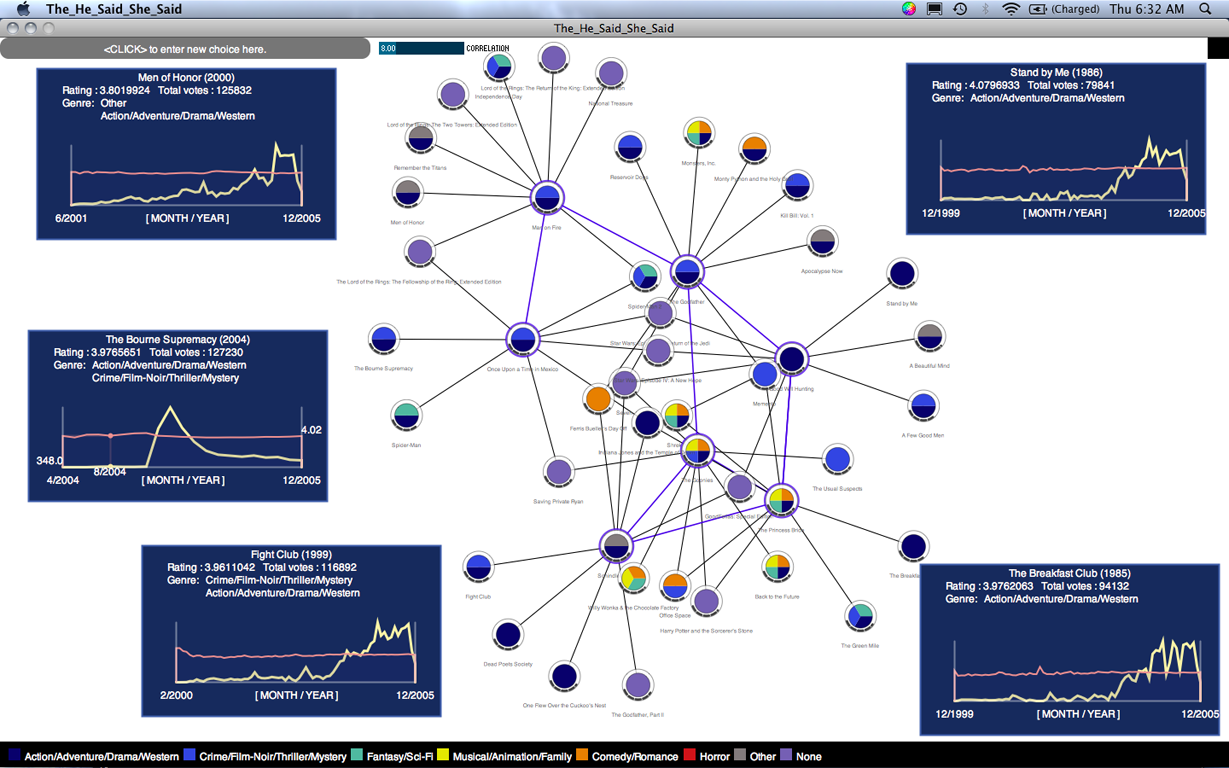 The_He_Said_She_Said
(Charged) Thu 6:32 AM
The_He_Said_She_Said
<CLICK> to enter new choice here.
8.00 CORRELATION
Men of Honor (2000)
Rating : 3.8019924 Total votes : 125832
Genre: Other
Action/Adventure/Drama/Western
6/2001 [ MONTH / YEAR ] 12/2005
Stand by Me (1986)
Rating : 4.0796933 Total votes : 79841
Genre: Action/Adventure/Drama/Western
12/1999 [ MONTH / YEAR ] 12/2005
Lord of the Rings: The Return of the King: Extended Edition
Independence Day
National Treasure
Lord of the Rings: The Two Towers: Extended Edition
Remember the Titans
Reservoir Dogs
Monsters, Inc.
Monty Python and the Holy
Kill Bill: Vol. 1
Men of Honor
Man on Fire
Apocalypse Now
The Lord of the Rings: The Fellowship of the Ring: Extended Edition
The Godfather
Stand by Me
The Bourne Supremacy (2004)
Rating : 3.9765651 Total votes : 127230
Genre: Action/Adventure/Drama/Western
Crime/Film-Noir/Thriller/Mystery
4.02
348.0
8/2004
4/2004 [ MONTH / YEAR ] 12/2005
The Bourne Supremacy
Once Upon a Time in Mexico
Return of the Jedi
A Beautiful Mind
Episode IV: A New Hope
Good Will Hunting
Memento
A Few Good Men
Spider-Man
Ferris Bueller's Day Off
Indiana Jones and the Temple of
The Goonies
Saving Private Ryan
The Usual Suspects
The Princess Bride
Fight Club (1999)
Rating : 3.9611042 Total votes : 116892
Genre: Crime/Film-Noir/Thriller/Mystery
Action/Adventure/Drama/Western
2/2000 [ MONTH / YEAR ] 12/2005
Fight Club
Willy Wonka & the Chocolate Factory
Office Space
Back to the Future
Harry Potter and the Sorcerer's Stone
The Green Mile
Dead Poets Society
One Flew Over the Cuckoo's Nest
The Godfather, Part II
The Breakfast Club (1985)
Rating : 3.9762063 Total votes : 94132
Genre: Action/Adventure/Drama/Western
12/1999 [ MONTH / YEAR ] 12/2005
Action/Adventure/Drama/Western Crime/Film-Noir/Thriller/Mystery Fantasy/Sci-Fi Musical/Animation/Family Comedy/Romance Horror Other None